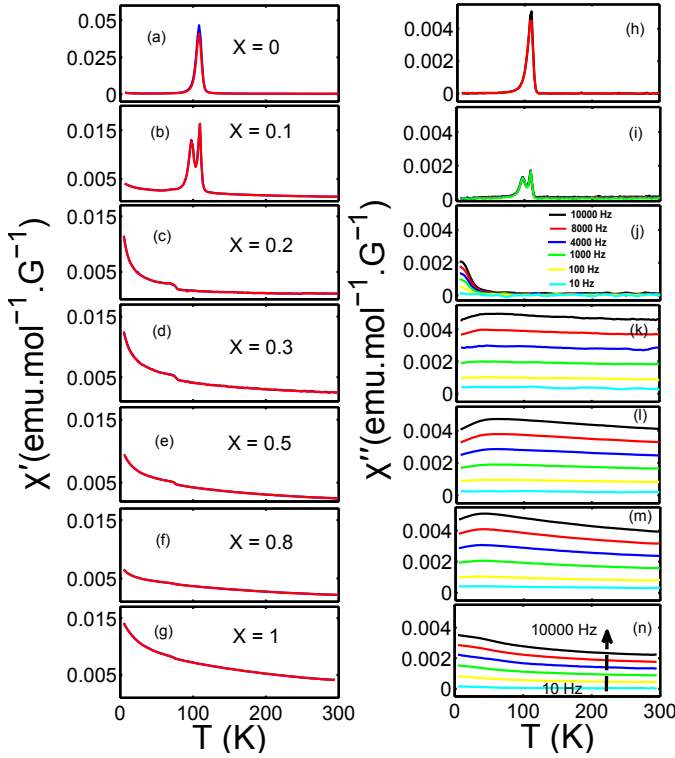 (a)
X = 0
0.05
0.025
0
(b)
X = 0.1
0.015
0.005
(c)
X = 0.2
0.015
0.005
(d)
X = 0.3
0.015
0.005
(e)
X = 0.5
0.015
0.005
(f)
X = 0.8
0.015
0.005
(g)
X = 1
0.015
0.005
0
100
200
300
T (K)
χ′(emu.mol⁻¹.G⁻¹)
(h)
0.004
0.002
0
(i)
0.004
0.002
0
(j)
10000 Hz
8000 Hz
4000 Hz
1000 Hz
100 Hz
10 Hz
0.004
0.002
0
(k)
0.004
0.002
0
(l)
0.004
0.002
0
(m)
0.004
0.002
0
(n)
10000 Hz
10 Hz
0.004
0.002
0
0
100
200
300
T (K)
χ″(emu.mol⁻¹.G⁻¹)